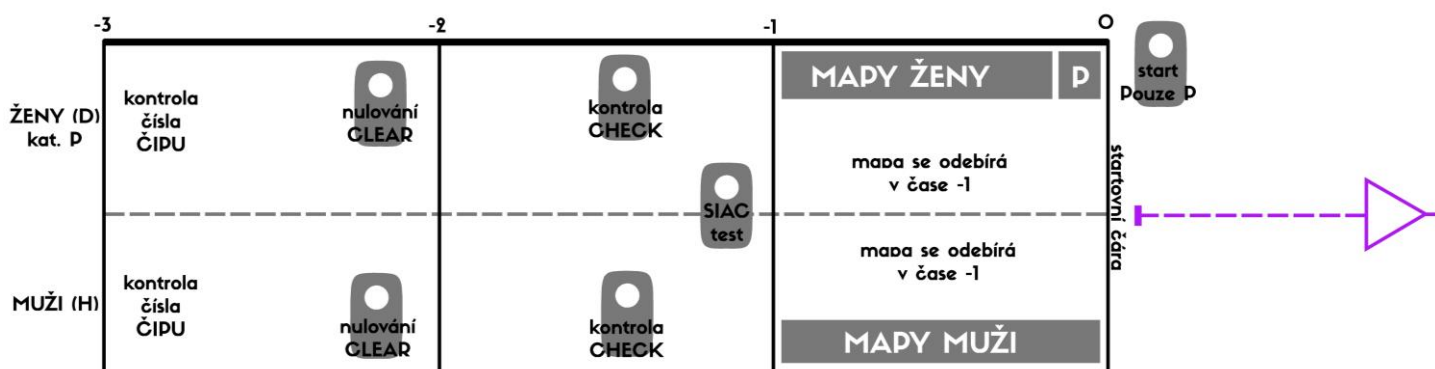 -3
-2
-1
0
ŽENY (D)
kat. P
kontrola
čísla
ČIPU
nulování
CLEAR
kontrola
CHECK
MAPY ŽENY
P
start
Pouze P
mapa se odebírá
v čase -1
SIAC
test
startovní čára
MUŽI (H)
kontrola
čísla
ČIPU
nulování
CLEAR
kontrola
CHECK
mapa se odebírá
v čase -1
MAPY MUŽI